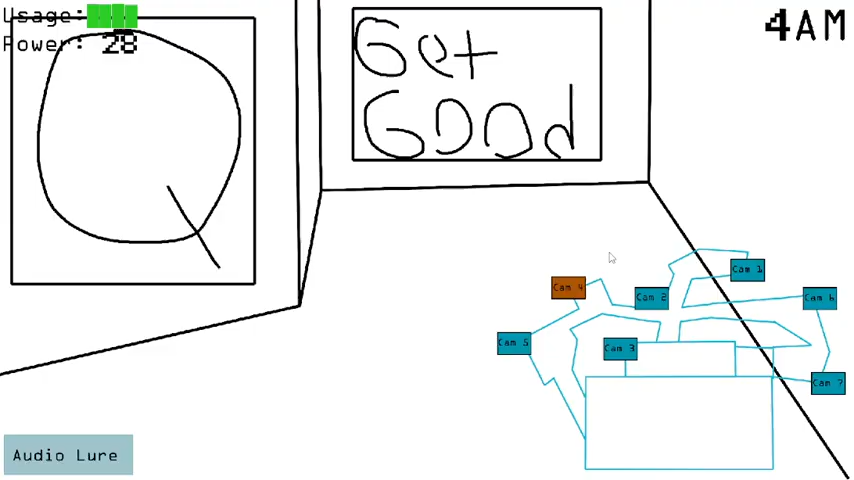 Usage:
Power: 28
4AM
Get
GOOd
Q
Cam 1
Cam 4
Cam 2
Cam 6
Cam 5
Cam 3
Cam 7
Audio Lure